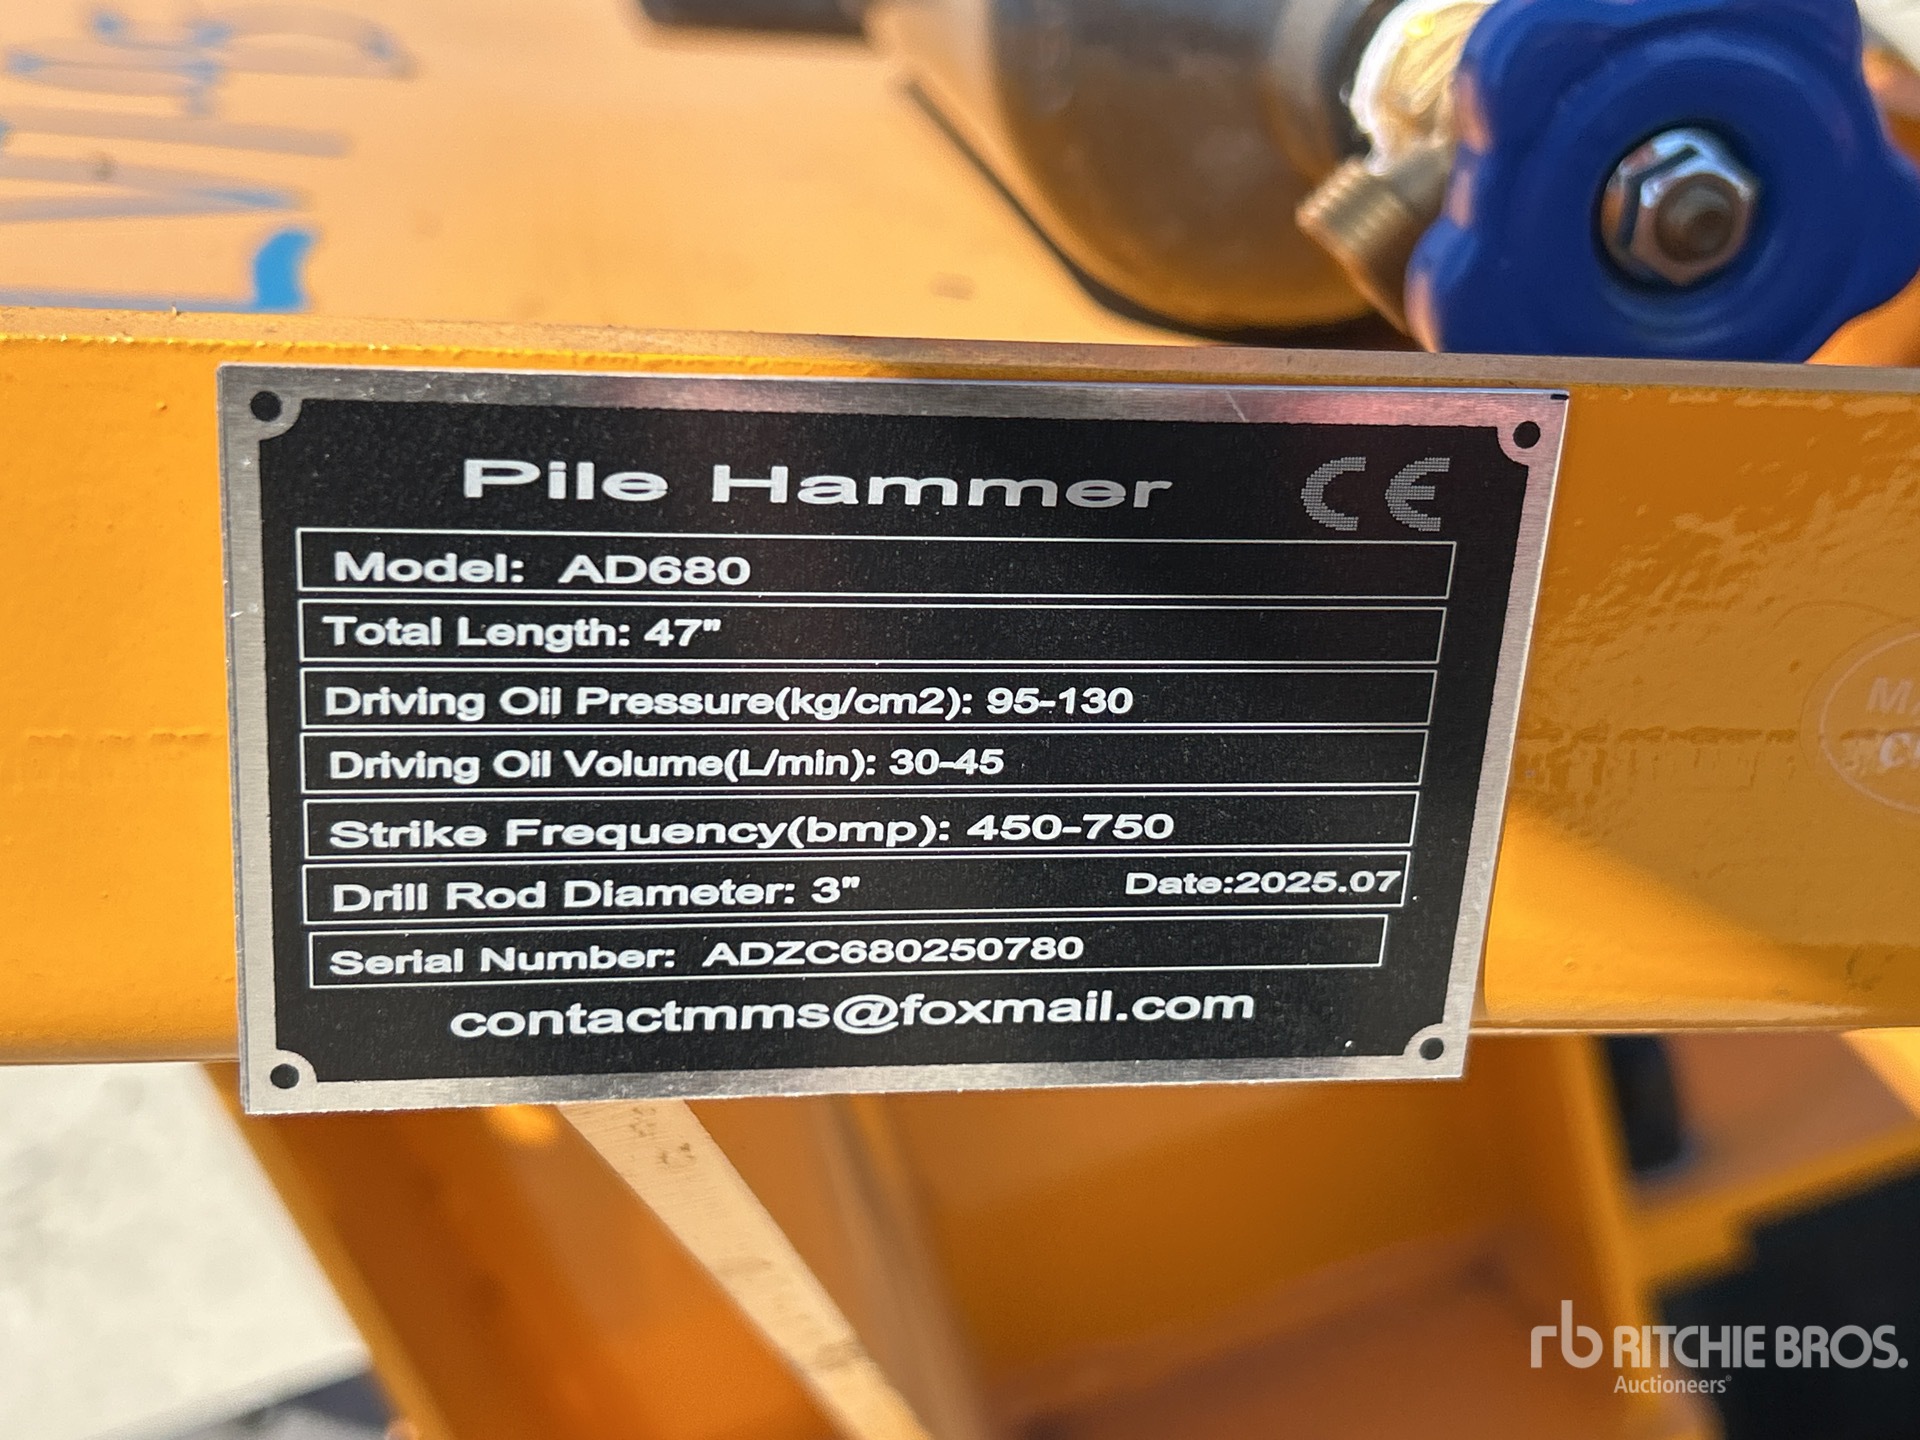 Pile Hammer CE
Model: AD680
Total Length: 47"
Driving Oil Pressure(kg/cm2): 95-130
Driving Oil Volume(L/min): 30-45
Strike Frequency(bmp): 450-750
Drill Rod Diameter: 3" Date:2025.07
Serial Number: ADZC680250780
contactmms@foxmail.com
rb RITCHIE BROS.
Auctioneers